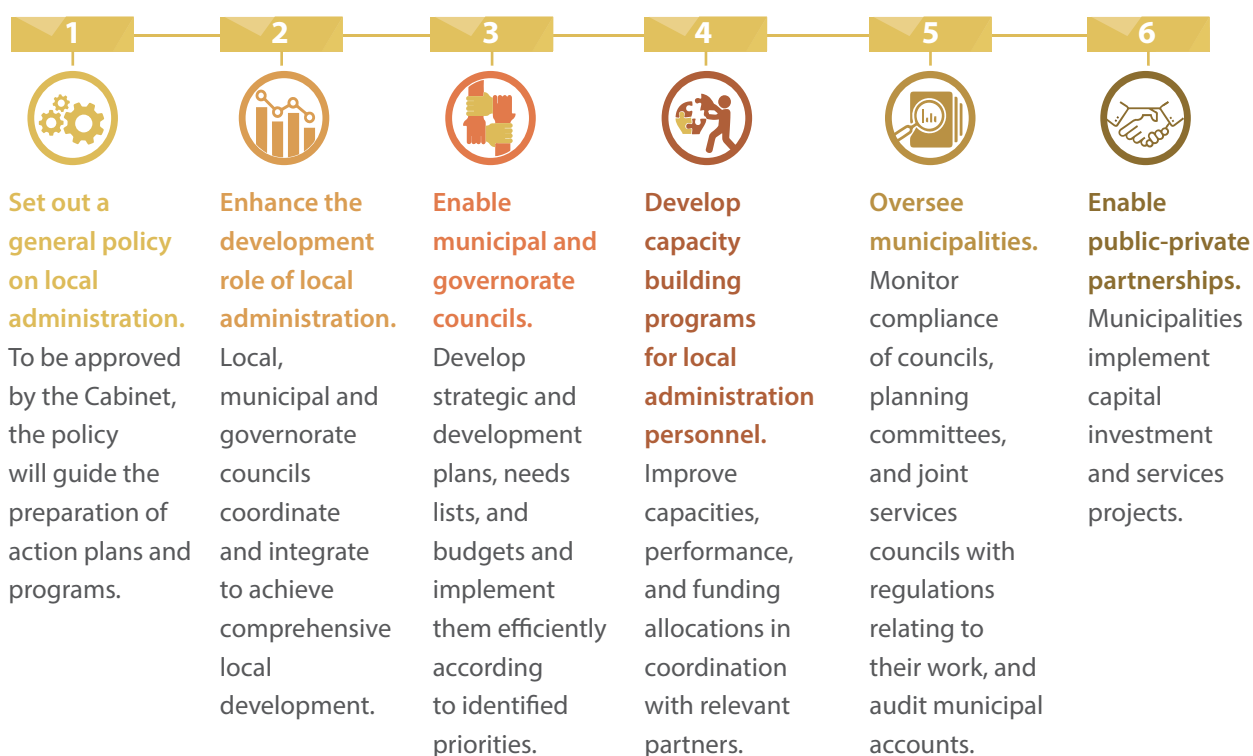 1
2
3
4
5
6
Set out a
general policy
on local
administration.
To be approved
by the Cabinet,
the policy
will guide the
preparation of
action plans and
programs.
Enhance the
development
role of local
administration.
Local,
municipal and
governorate
councils
coordinate
and integrate
to achieve
comprehensive
local
development.
Enable
municipal and
governorate
councils.
Develop
strategic and
development
plans, needs
lists, and
budgets and
implement
them efficiently
according
to identified
priorities.
Develop
capacity
building
programs
for local
administration
personnel.
Improve
capacities,
performance,
and funding
allocations in
coordination
with relevant
partners.
Oversee
municipalities.
Monitor
compliance
of councils,
planning
committees,
and joint
services
councils with
regulations
relating to
their work, and
audit municipal
accounts.
Enable
public-private
partnerships.
Municipalities
implement
capital
investment
and services
projects.